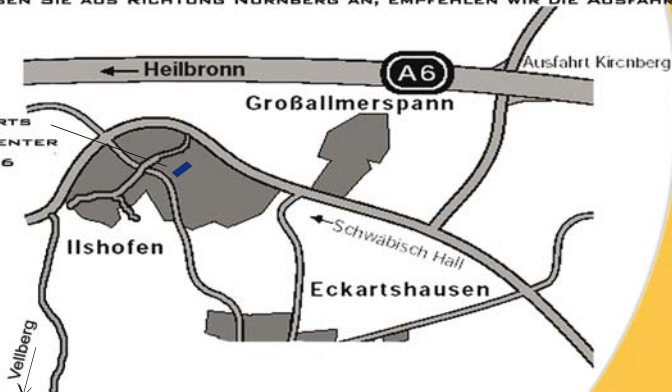 SIE AUS RICHTUNG NÜRNBERG AN, EMPFEHLEN WIR DIE
Heilbronn
A6
Ausfahrt Kirchberg
Großallmerspann
Schwäbisch Hall
Ilshofen
Eckartshausen
Vellberg